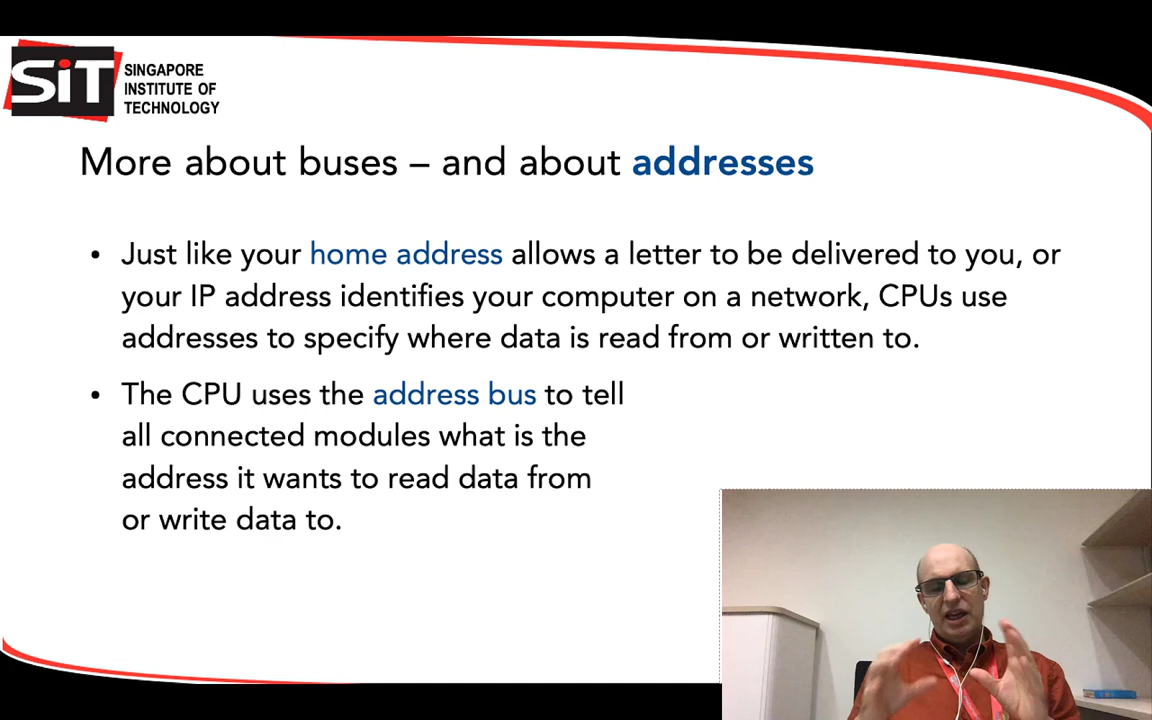 SiT
SINGAPORE
INSTITUTE OF
TECHNOLOGY
More about buses – and about addresses
• Just like your home address allows a letter to be delivered to you, or
your IP address identifies your computer on a network, CPUs use
addresses to specify where data is read from or written to.
• The CPU uses the address bus to tell
all connected modules what is the
address it wants to read data from
or write data to.